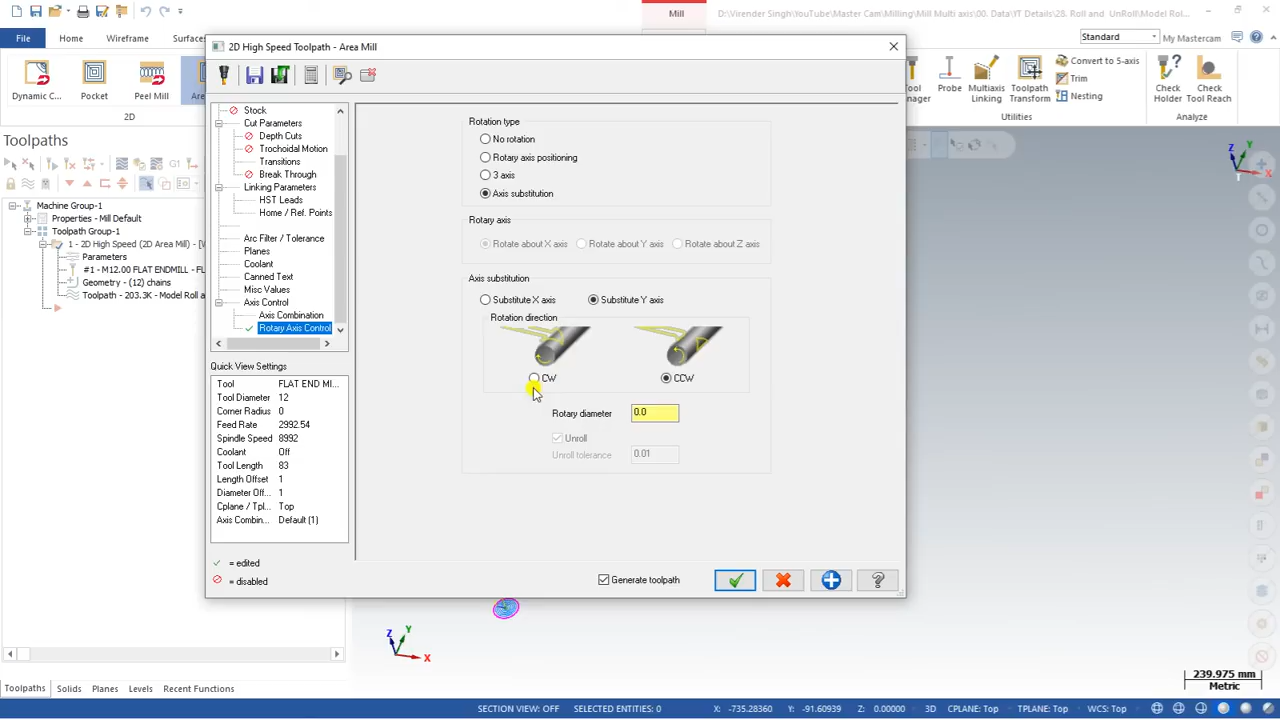 Mill
D:\Virender Singh\YouTube\Master Cam\Milling\Mill Multi axis\00. Data\YT Details\28. Roll and UnRoll\Model Rol...
File
Home
Wireframe
Surfaces
Standard
My Mastercam
2D High Speed Toolpath - Area Mill
Dynamic C...
Pocket
Peel Mill
Are
2D
Tool
nager
Probe
Multiaxis
Linking
Toolpath
Transform
Convert to 5-axis
Trim
Nesting
Utilities
Check
Holder
Check
Tool Reach
Analyze
Toolpaths
G1
Machine Group-1
Properties - Mill Default
Toolpath Group-1
1 - 2D High Speed (2D Area Mill) - [W
Parameters
#1 - M12.00 FLAT ENDMILL - FL
Geometry - (12) chains
Toolpath - 203.3K - Model Roll a
Stock
Cut Parameters
Depth Cuts
Trochoidal Motion
Transitions
Break Through
Linking Parameters
HST Leads
Home / Ref. Points
Arc Filter / Tolerance
Planes
Coolant
Canned Text
Misc Values
Axis Control
Axis Combination
Rotary Axis Control
Quick View Settings
Tool FLAT END MI...
Tool Diameter 12
Corner Radius 0
Feed Rate 2992.54
Spindle Speed 8992
Coolant Off
Tool Length 83
Length Offset 1
Diameter Off... 1
Cplane / Tpl... Top
Axis Combin... Default (1)
= edited
= disabled
Rotation type
No rotation
Rotary axis positioning
3 axis
Axis substitution
Rotary axis
Rotate about X axis
Rotate about Y axis
Rotate about Z axis
Axis substitution
Substitute X axis
Substitute Y axis
Rotation direction
CW
CCW
Rotary diameter 0.0
Unroll
Unroll tolerance 0.01
Generate toolpath
Z
Y
X
T
Z
Y
X
239.975 mm
Metric
Toolpaths
Solids
Planes
Levels
Recent Functions
SECTION VIEW: OFF
SELECTED ENTITIES: 0
X: -735.28360
Y: -91.60939
Z: 0.00000
3D
CPLANE: Top
TPLANE: Top
WCS: Top